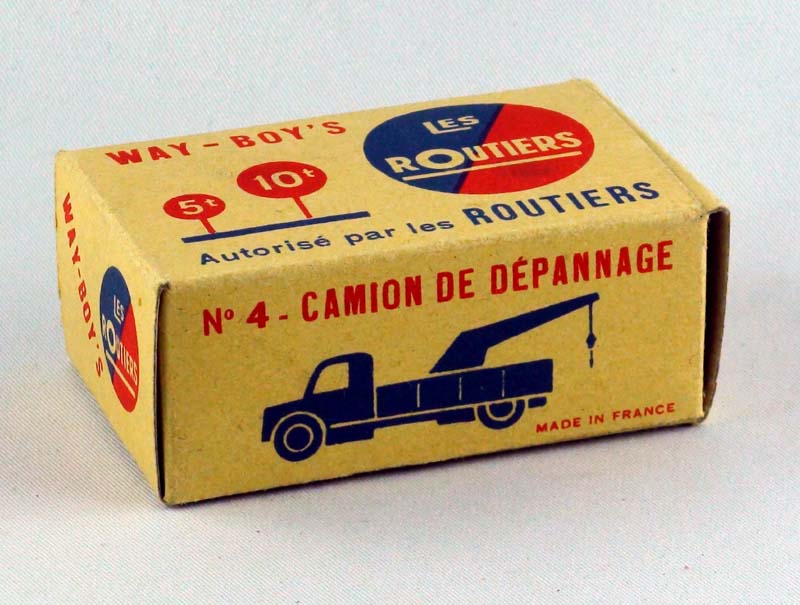 WAY-BOY'S
LES
ROUTIERS
5t
10t
Autorisé par les ROUTIERS
WAY-BOY'S
LES
ROUTIERS
Nº 4 - CAMION DE DÉPANNAGE
MADE IN FRANCE